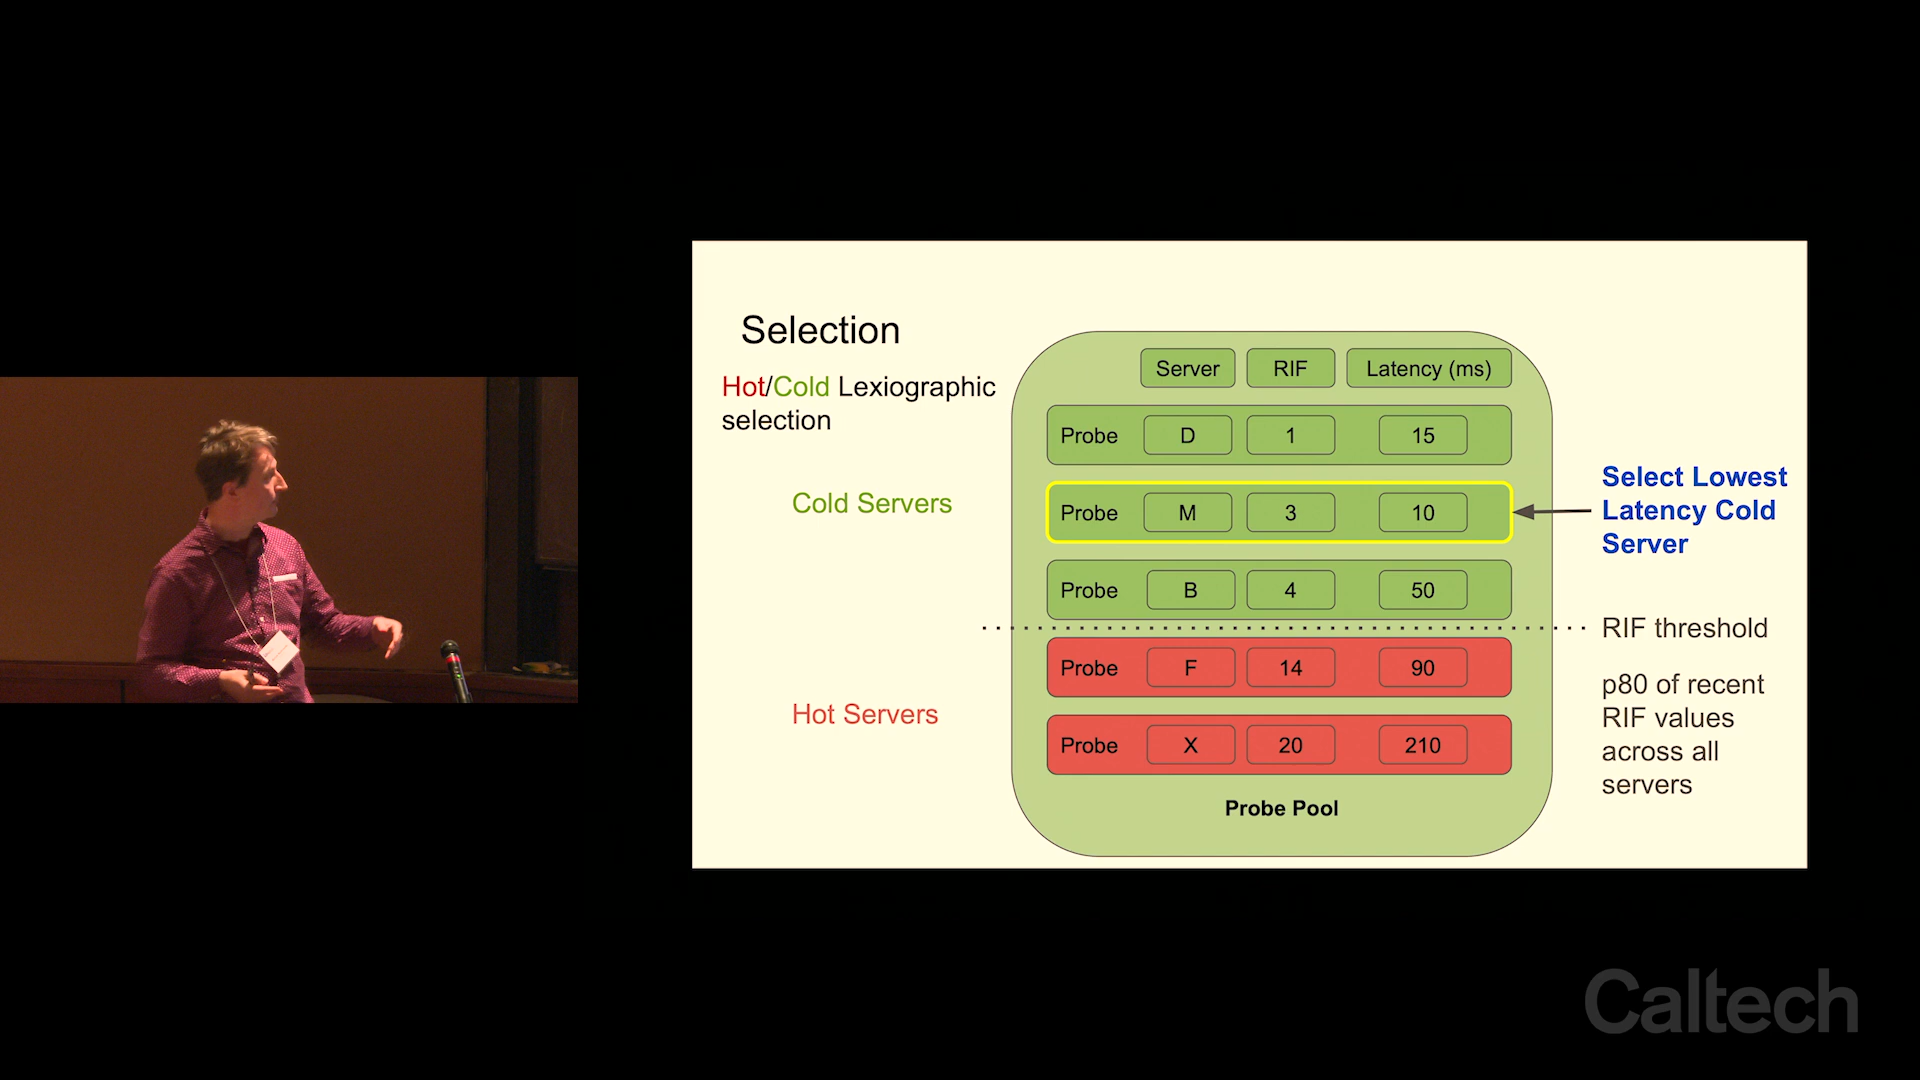 Selection
Hot/Cold Lexiographic
selection
Cold Servers
Hot Servers
Server RIF Latency (ms)
Probe D 1 15
Probe M 3 10
Probe B 4 50
Probe F 14 90
Probe X 20 210
Probe Pool
Select Lowest
Latency Cold
Server
RIF threshold
p80 of recent
RIF values
across all
servers
Caltech